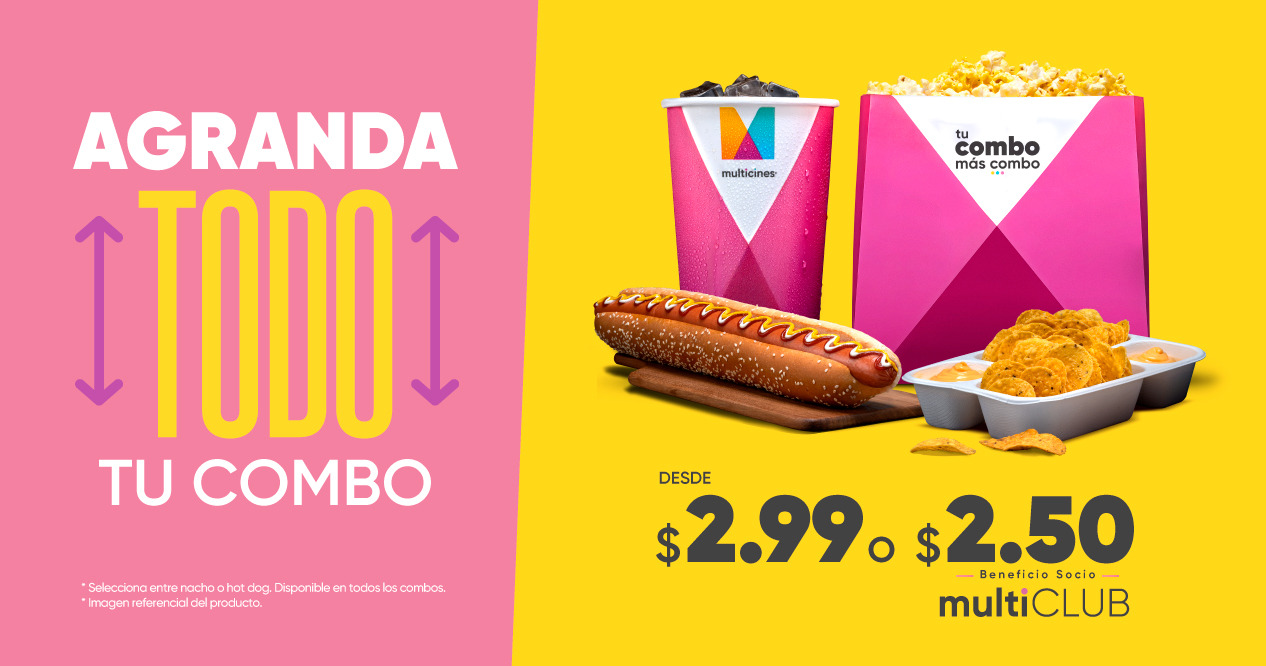 AGRANDA
TODO
TU COMBO
* Selecciona entre nacho o hot dog. Disponible en todos los combos.
* Imagen referencial del producto.
multicines
tu
combo
más combo
DESDE
$2.99 o $2.50
Beneficio Socio
multiCLUB